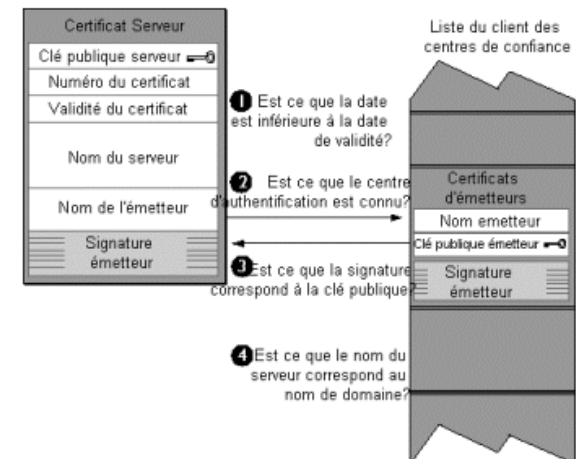 Certificat Serveur
Clé publique serveur
Numéro du certificat
Validité du certificat
Nom du serveur
Nom de l'émetteur
Signature
émetteur
1 Est ce que la date
est inférieure à la date
de validité?
2 Est ce que le centre
d'authentification est connu?
3 Est ce que la signature
correspond à la clé publique?
4 Est ce que le nom du
serveur correspond au
nom de domaine?
Liste du client des
centres de confiance
Certificats
d'émetteurs
Nom emetteur
Clé publique émetteur
Signature
émetteur